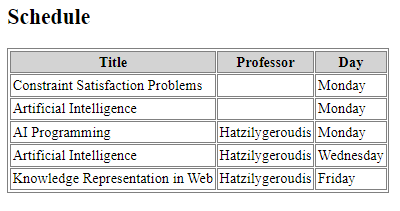 Schedule
Title Professor Day
Constraint Satisfaction Problems Monday
Artificial Intelligence Monday
AI Programming Hatzilygeroudis Monday
Artificial Intelligence Hatzilygeroudis Wednesday
Knowledge Representation in Web Hatzilygeroudis Friday